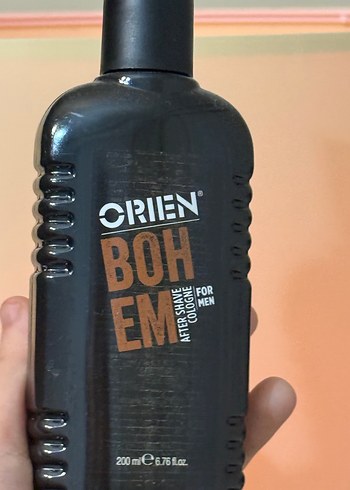 ORIEN®
BOH
EM
AFTER SHAVE
COLOGNE
FOR
MEN
200 ml ℮ 6.76 fl.oz.